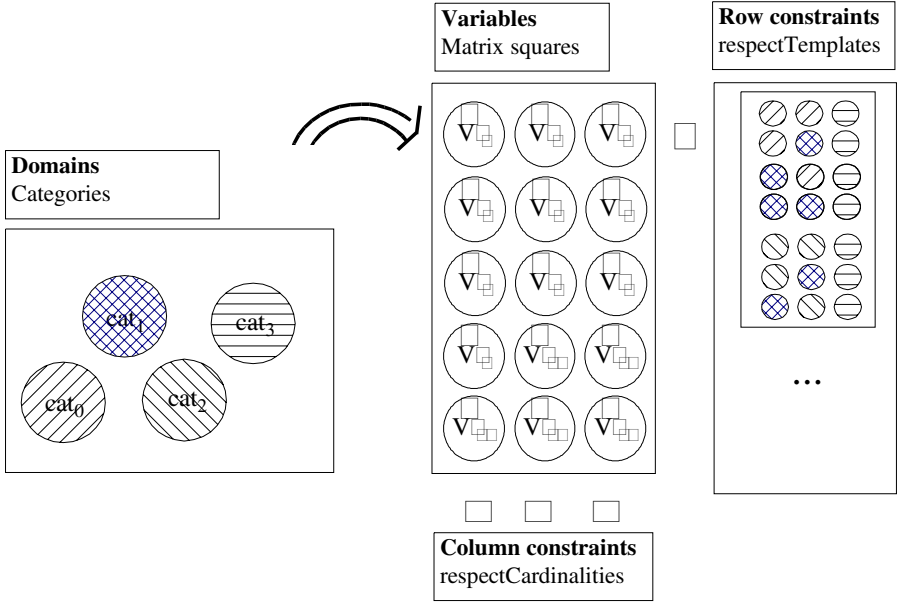 Variables
Matrix squares
Row constraints
respectTemplates
Domains
Categories
V V V
V V V
V V V
V V V
V V V
cat1
cat3
cat0
cat2
...
Column constraints
respectCardinalities